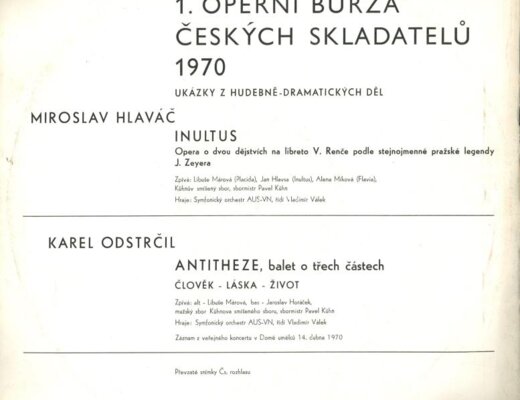 1. OPERNÍ BURZA
ČESKÝCH SKLADATELŮ
1970
UKÁZKY Z HUDEBNĚ-DRAMATICKÝCH DĚL
MIROSLAV HLAVÁČ
INULTUS
Opera o dvou dějstvích na libreto V. Renče podle stejnojmenné pražské legendy
J. Zeyera
Zpívá: Libuše Márová (Placida), Jan Hlavsa (Inultus), Alena Miková (Flavia),
Kühnův smíšený sbor, sbormistr Pavel Kühn
Hraje: Symfonický orchestr AUS-VN, řídí Vladimír Válek
KAREL ODSTRČIL
ANTITHEZE, balet o třech částech
ČLOVĚK - LÁSKA - ŽIVOT
Zpívá: alt - Libuše Márová, bas - Jaroslav Horáček,
mužský sbor Kühnova smíšeného sboru, sbormistr Pavel Kühn
Hraje: Symfonický orchestr AUS-VN, řídí Vladimír Válek
Záznam z veřejného koncertu v Domě umělců 14. dubna 1970
Převzaté snímky Čs. rozhlasu